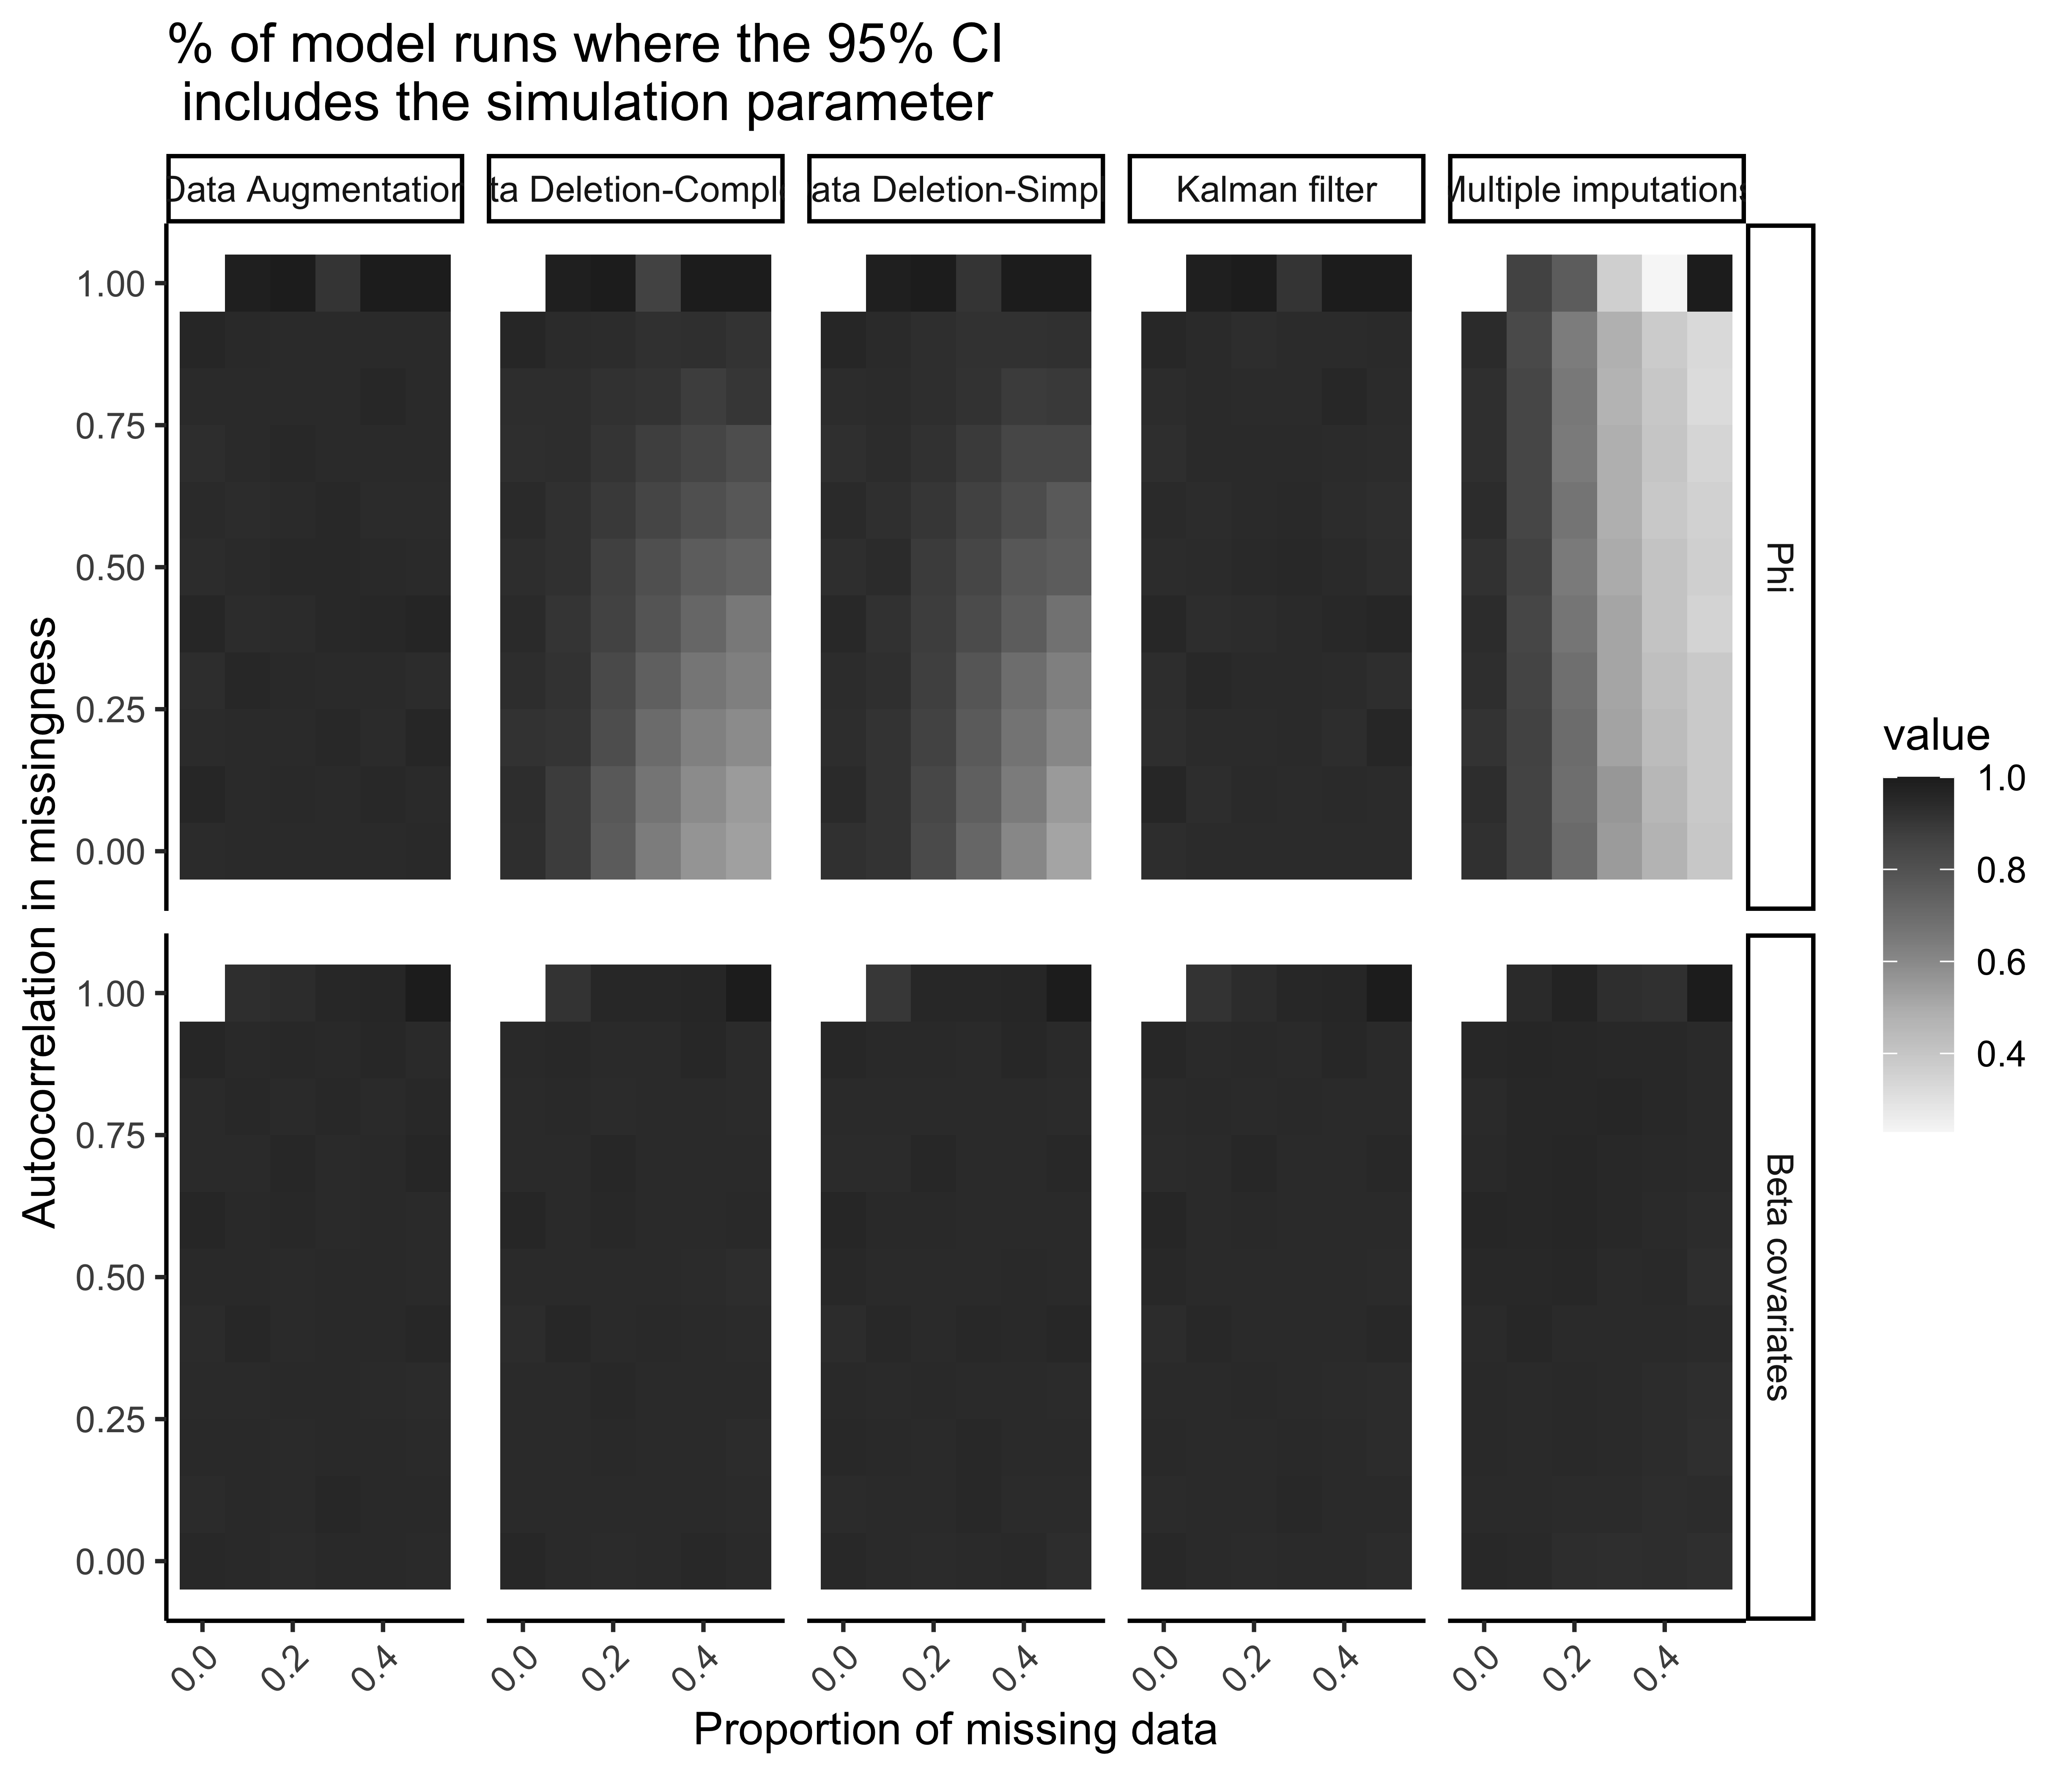 % of model runs where the 95% CI
includes the simulation parameter
Data Augmentation
ta Deletion-Compl
ata Deletion-Simp
Kalman filter
Multiple imputations
Autocorrelation in missingness
1.00
0.75
0.50
0.25
0.00
Phi
1.00
0.75
0.50
0.25
0.00
Beta covariates
0.0
0.2
0.4
0.0
0.2
0.4
0.0
0.2
0.4
0.0
0.2
0.4
0.0
0.2
0.4
Proportion of missing data
value
1.0
0.8
0.6
0.4